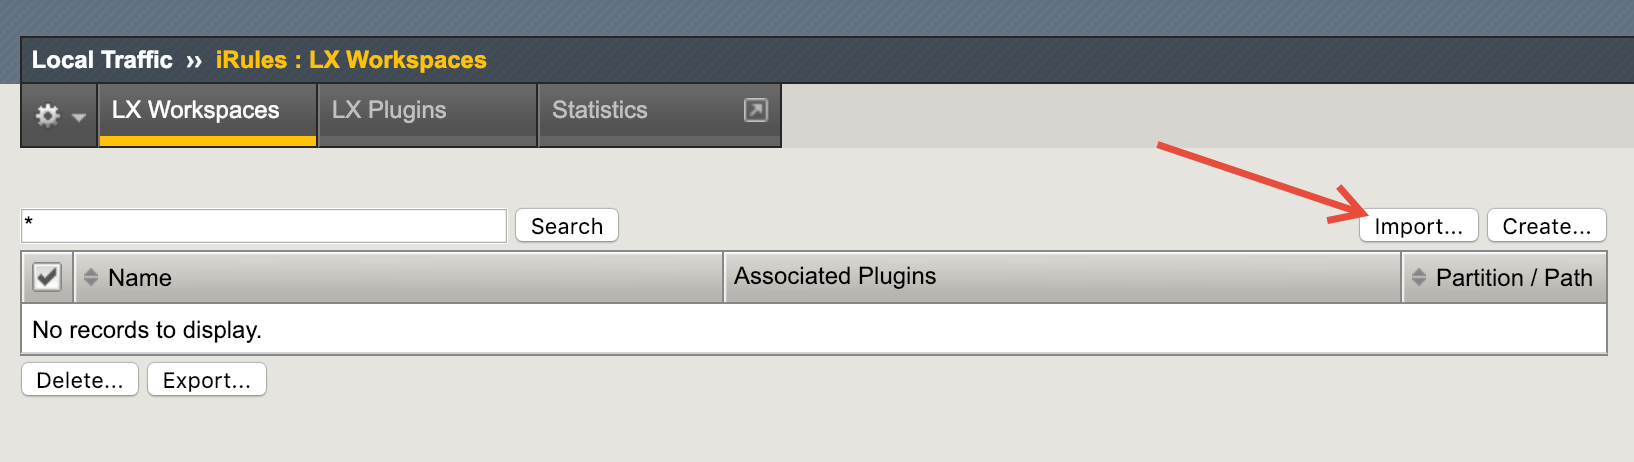 Local Traffic ›› iRules : LX Workspaces
LX Workspaces LX Plugins Statistics
* Search Import... Create...
Name Associated Plugins Partition / Path
No records to display.
Delete... Export...